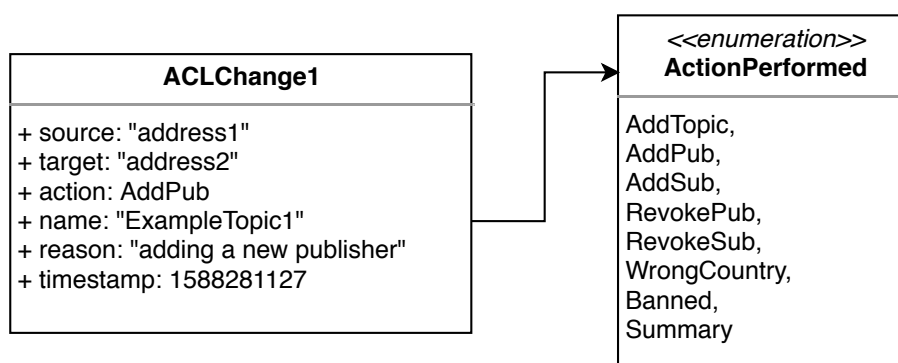 ACLChange1
+ source: "address1"
+ target: "address2"
+ action: AddPub
+ name: "ExampleTopic1"
+ reason: "adding a new publisher"
+ timestamp: 1588281127
<<enumeration>>
ActionPerformed
AddTopic,
AddPub,
AddSub,
RevokePub,
RevokeSub,
WrongCountry,
Banned,
Summary